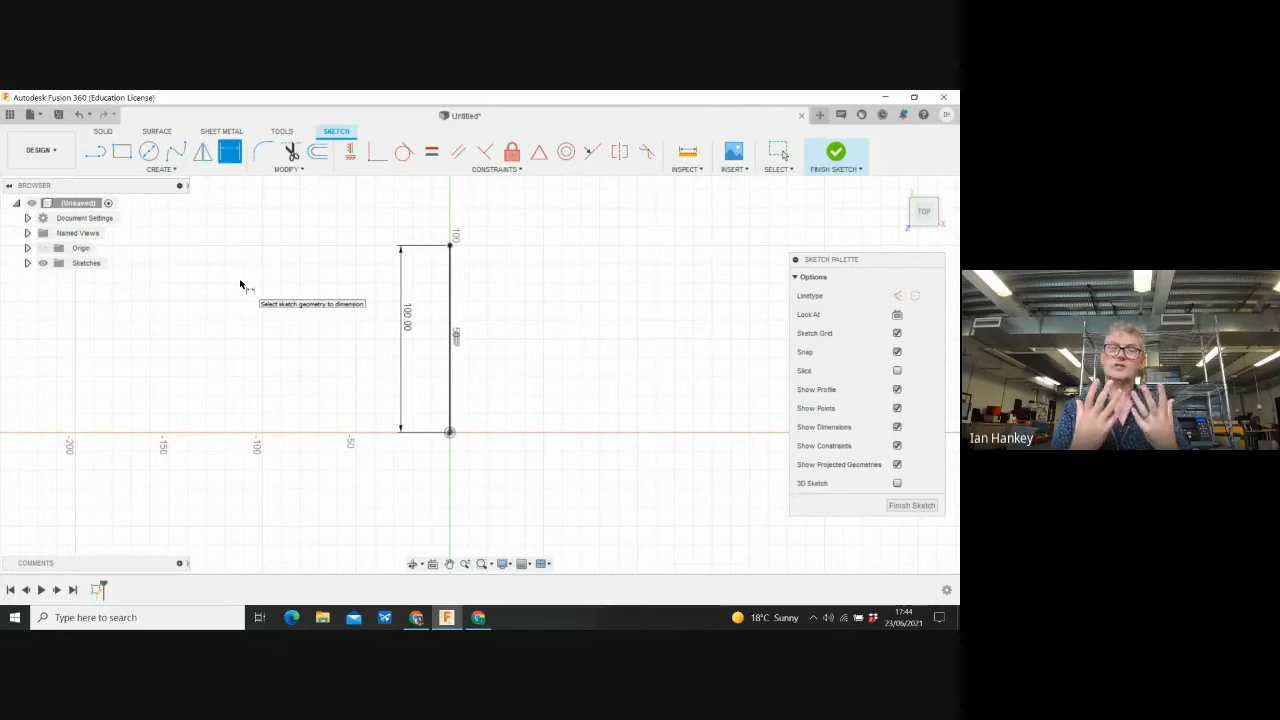 Autodesk Fusion 360 (Education License)
Untitled*
IH
SOLID SURFACE SHEET METAL TOOLS SKETCH
DESIGN
CREATE MODIFY CONSTRAINTS INSPECT INSERT SELECT FINISH SKETCH
BROWSER
(Unsaved)
Document Settings
Named Views
Origin
Sketches
TOP
X
Z
100
100.00
50
Select sketch geometry to dimension
-200 -150 -100 -50
SKETCH PALETTE
Options
Linetype
Look At
Sketch Grid
Snap
Slice
Show Profile
Show Points
Show Dimensions
Show Constraints
Show Projected Geometries
3D Sketch
Finish Sketch
Ian Hankey
COMMENTS
Type here to search
18°C Sunny
17:44
23/06/2021